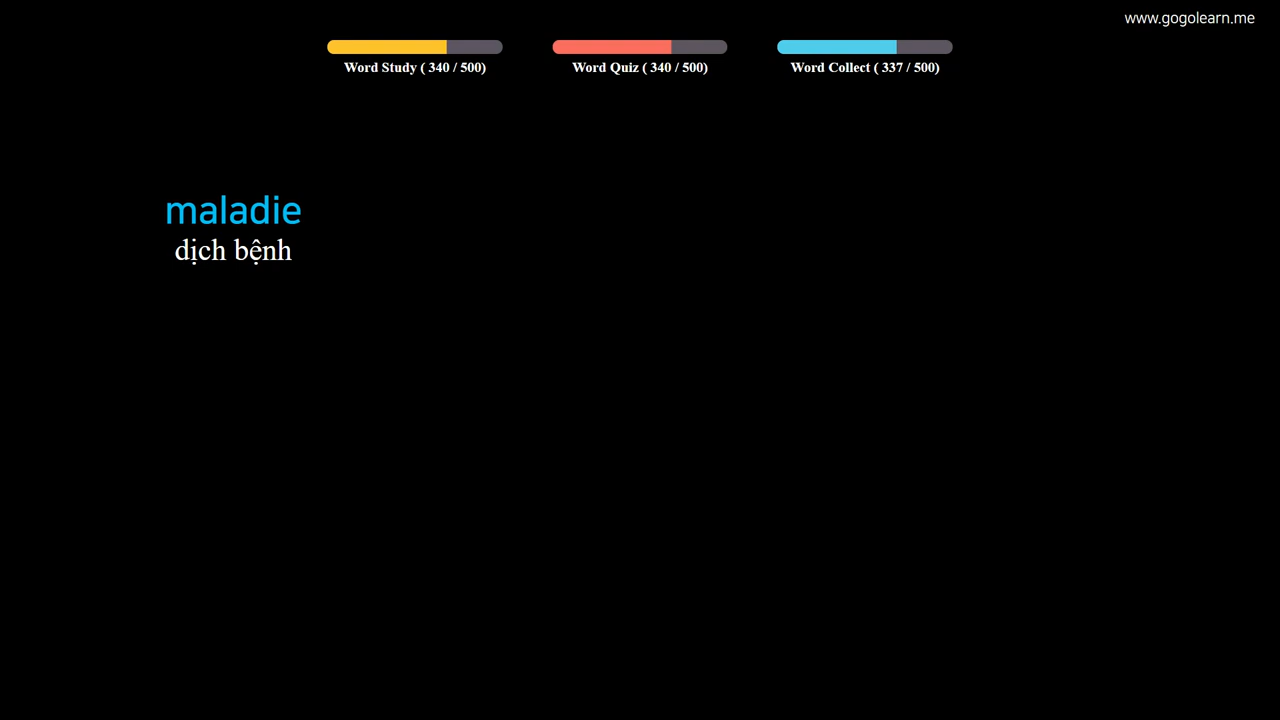 www.gogolearn.me
Word Study ( 340 / 500)
Word Quiz ( 340 / 500)
Word Collect ( 337 / 500)
maladie
dịch bệnh